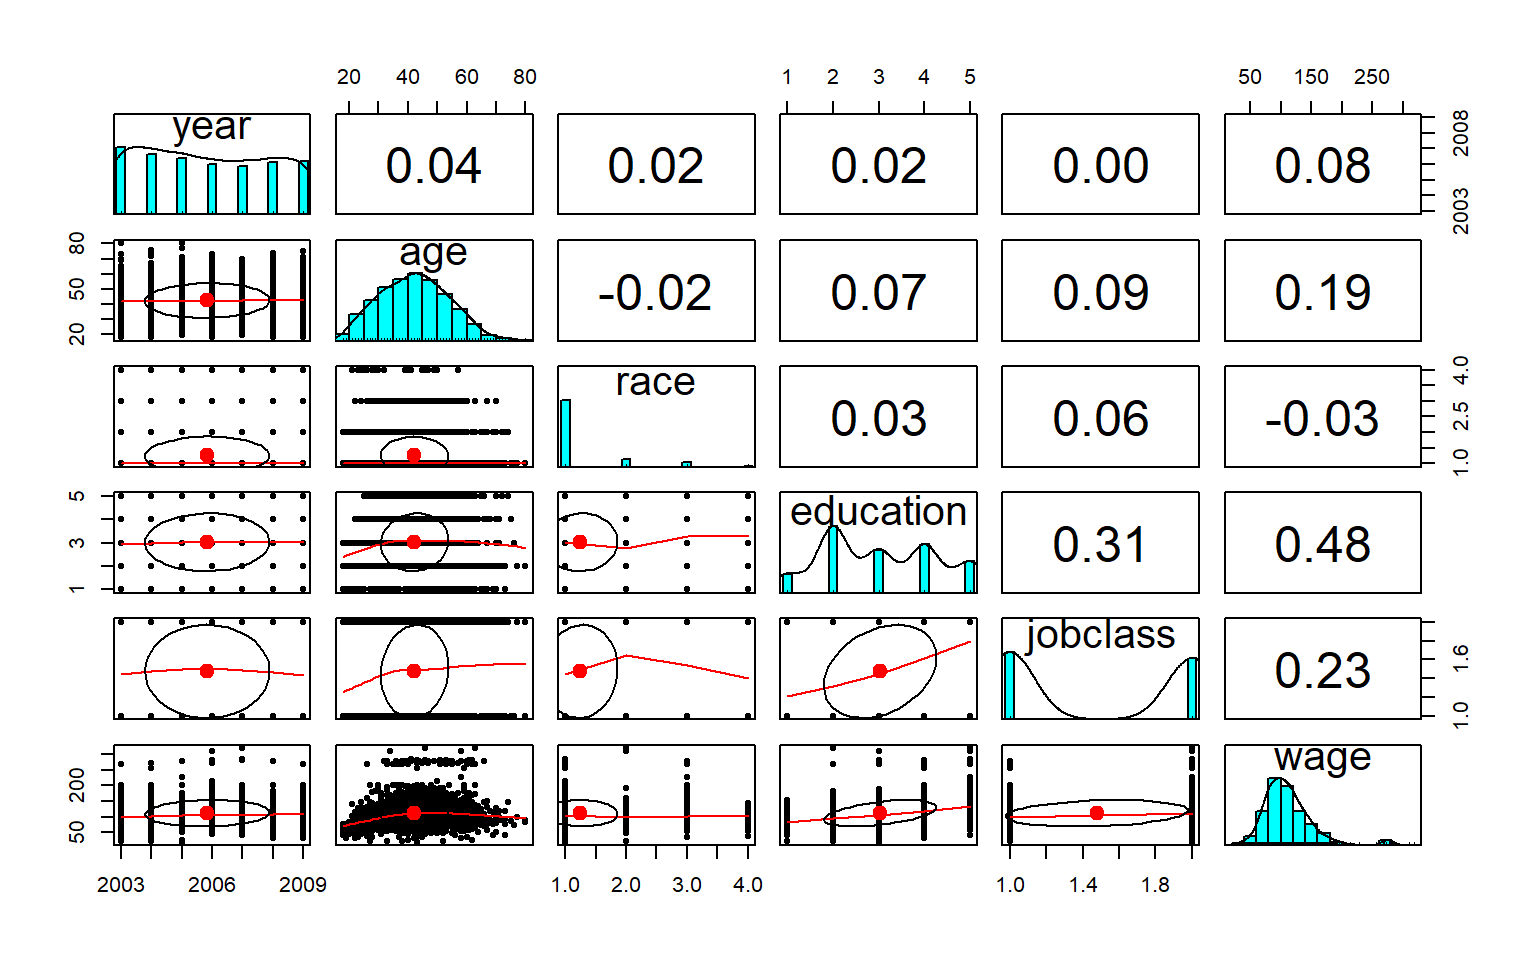 20 40 60 80 1 2 3 4 5 50 150 250
year 0.04 0.02 0.02 0.00 0.08 2003 2008
20 50 80 age -0.02 0.07 0.09 0.19
race 0.03 0.06 -0.03 1.0 2.5 4.0
1 3 5 education 0.31 0.48
jobclass 0.23 1.0 1.6
50 200 wage
2003 2006 2009 1.0 2.0 3.0 4.0 1.0 1.4 1.8